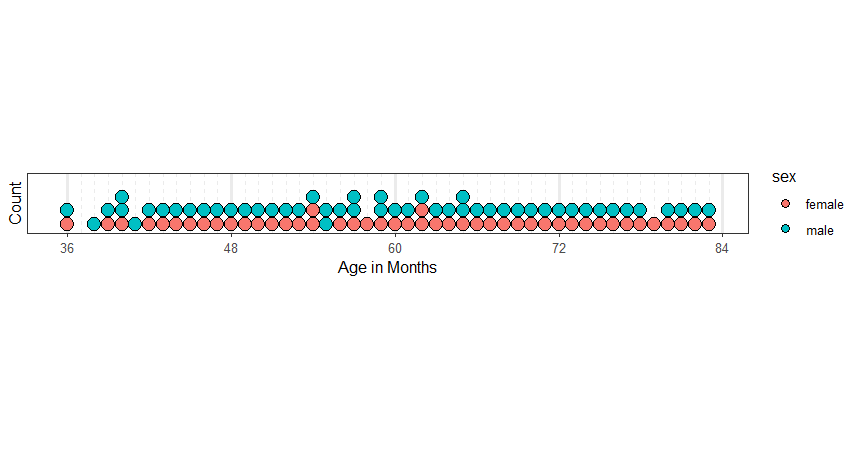 Count
36 48 60 72 84
Age in Months
sex
female
male